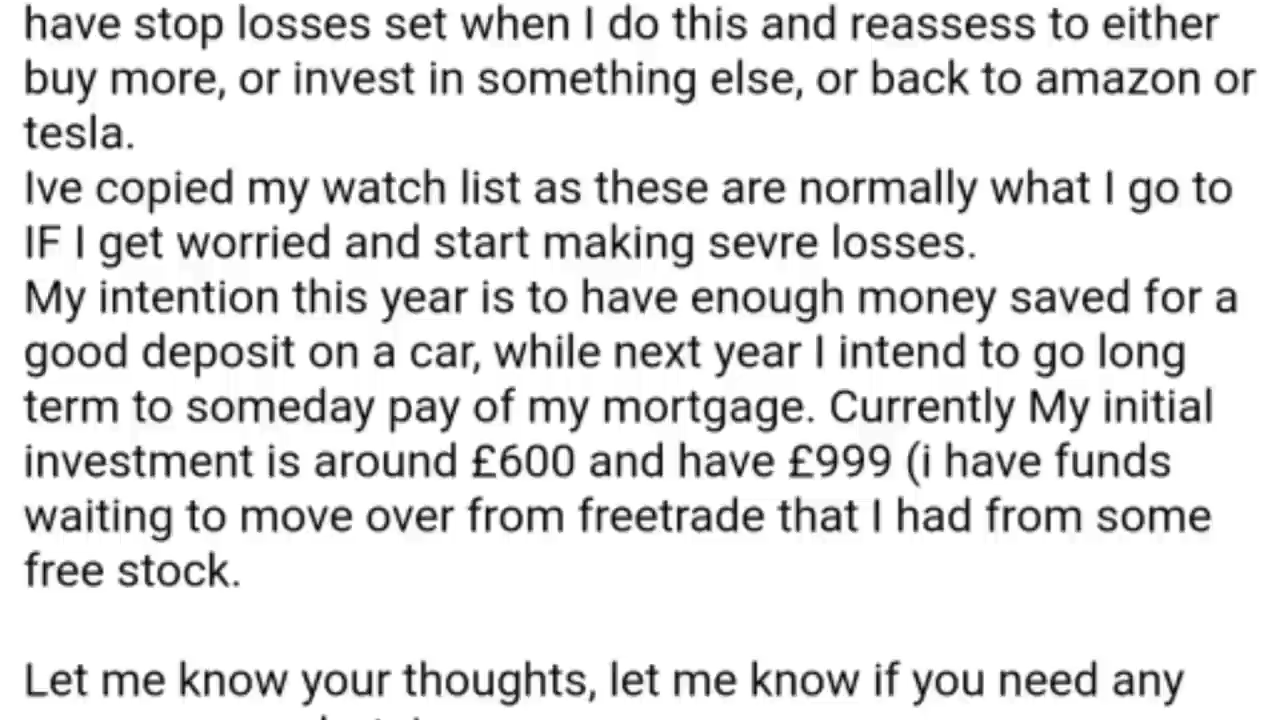 have stop losses set when I do this and reassess to either
buy more, or invest in something else, or back to amazon or
tesla.
Ive copied my watch list as these are normally what I go to
IF I get worried and start making sevre losses.
My intention this year is to have enough money saved for a
good deposit on a car, while next year I intend to go long
term to someday pay of my mortgage. Currently My initial
investment is around £600 and have £999 (i have funds
waiting to move over from freetrade that I had from some
free stock.
Let me know your thoughts, let me know if you need any